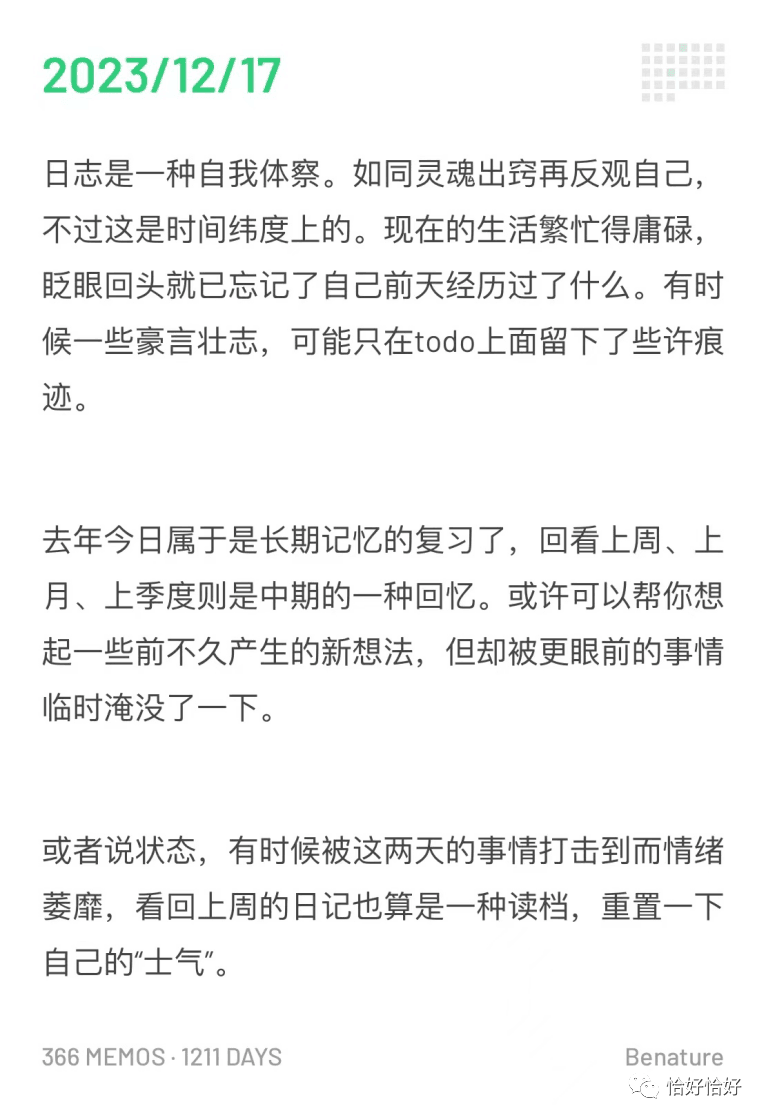 2023/12/17
日志是一种自我体察。如同灵魂出窍再反观自己，
不过这是时间纬度上的。现在的生活繁忙得庸碌，
眨眼回头就已忘记了自己前天经历过了什么。有时
候一些豪言壮志，可能只在todo上面留下了些许痕
迹。
去年今日属于是长期记忆的复习了，回看上周、上
月、上季度则是中期的一种回忆。或许可以帮你想
起一些前不久产生的新想法，但却被更眼前的事情
临时淹没了一下。
或者说状态，有时候被这两天的事情打击到而情绪
萎靡，看回上周的日记也算是一种读档，重置一下
自己的“士气”。
366 MEMOS · 1211 DAYS
Benature
恰好恰好